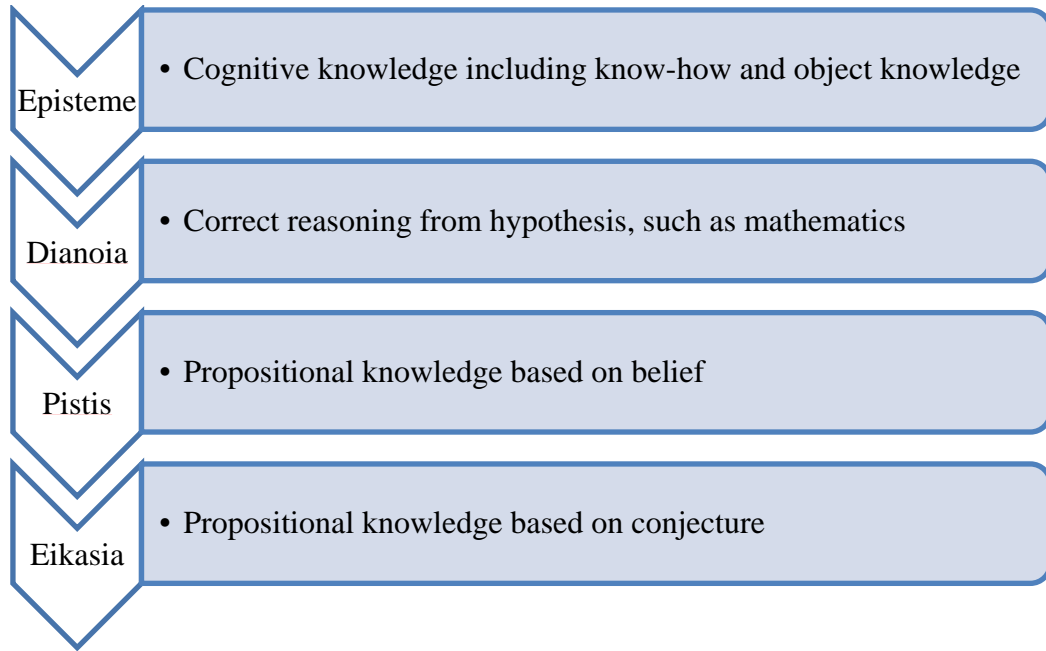 Episteme
• Cognitive knowledge including know-how and object knowledge
Dianoia
• Correct reasoning from hypothesis, such as mathematics
Pistis
• Propositional knowledge based on belief
Eikasia
• Propositional knowledge based on conjecture